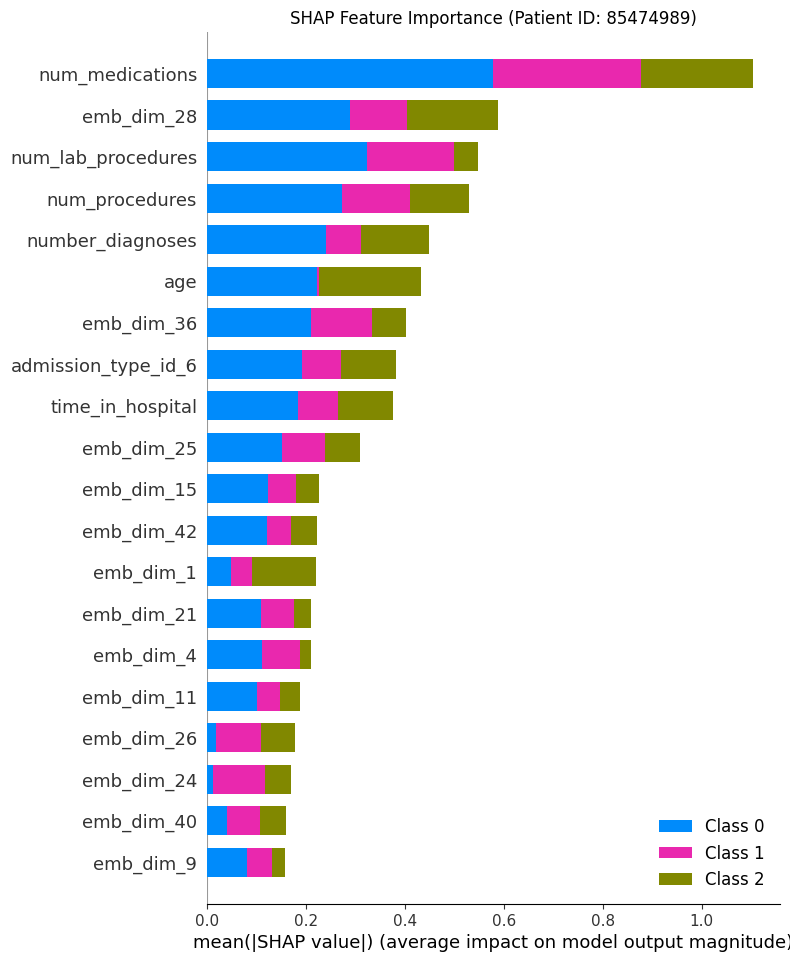 SHAP Feature Importance (Patient ID: 85474989)
num_medications
emb_dim_28
num_lab_procedures
num_procedures
number_diagnoses
age
emb_dim_36
admission_type_id_6
time_in_hospital
emb_dim_25
emb_dim_15
emb_dim_42
emb_dim_1
emb_dim_21
emb_dim_4
emb_dim_11
emb_dim_26
emb_dim_24
emb_dim_40
emb_dim_9
Class 0
Class 1
Class 2
0.0 0.2 0.4 0.6 0.8 1.0
mean(|SHAP value|) (average impact on model output magnitude)